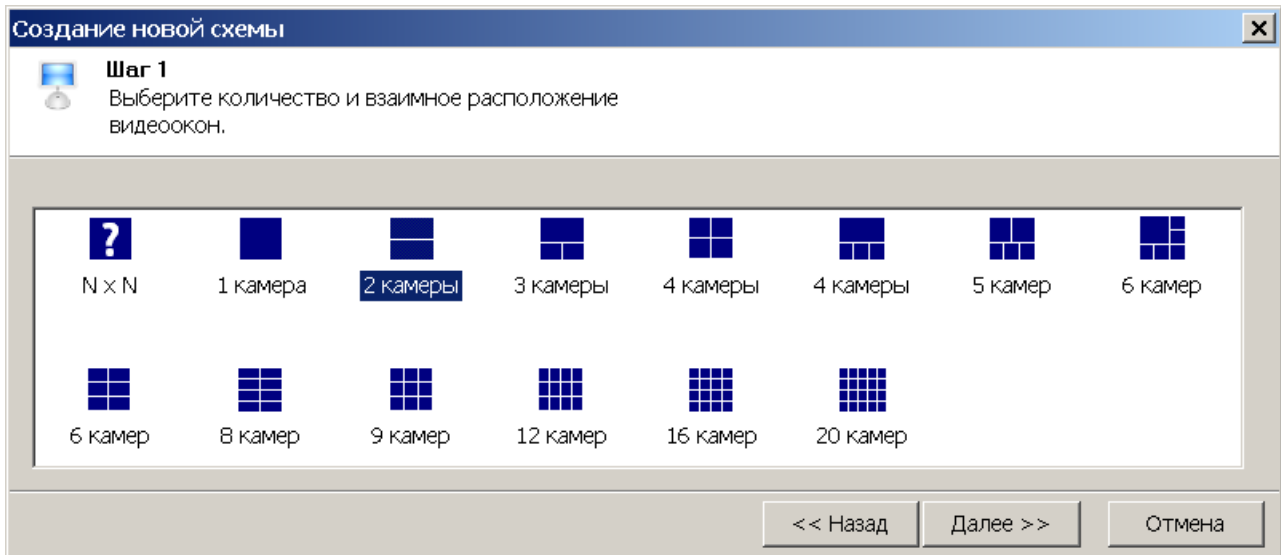 Создание новой схемы
Шаг 1
Выберите количество и взаимное расположение
видеоокон.
?
N x N
1 камера
2 камеры
3 камеры
4 камеры
4 камеры
5 камер
6 камер
6 камер
8 камер
9 камер
12 камер
16 камер
20 камер
<< Назад
Далее >>
Отмена